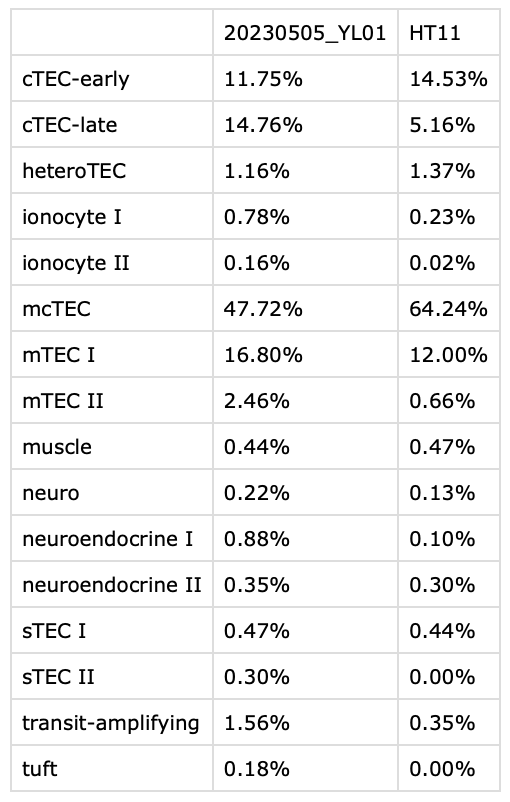 20230505_YL01 HT11
cTEC-early 11.75% 14.53%
cTEC-late 14.76% 5.16%
heteroTEC 1.16% 1.37%
ionocyte I 0.78% 0.23%
ionocyte II 0.16% 0.02%
mcTEC 47.72% 64.24%
mTEC I 16.80% 12.00%
mTEC II 2.46% 0.66%
muscle 0.44% 0.47%
neuro 0.22% 0.13%
neuroendocrine I 0.88% 0.10%
neuroendocrine II 0.35% 0.30%
sTEC I 0.47% 0.44%
sTEC II 0.30% 0.00%
transit-amplifying 1.56% 0.35%
tuft 0.18% 0.00%